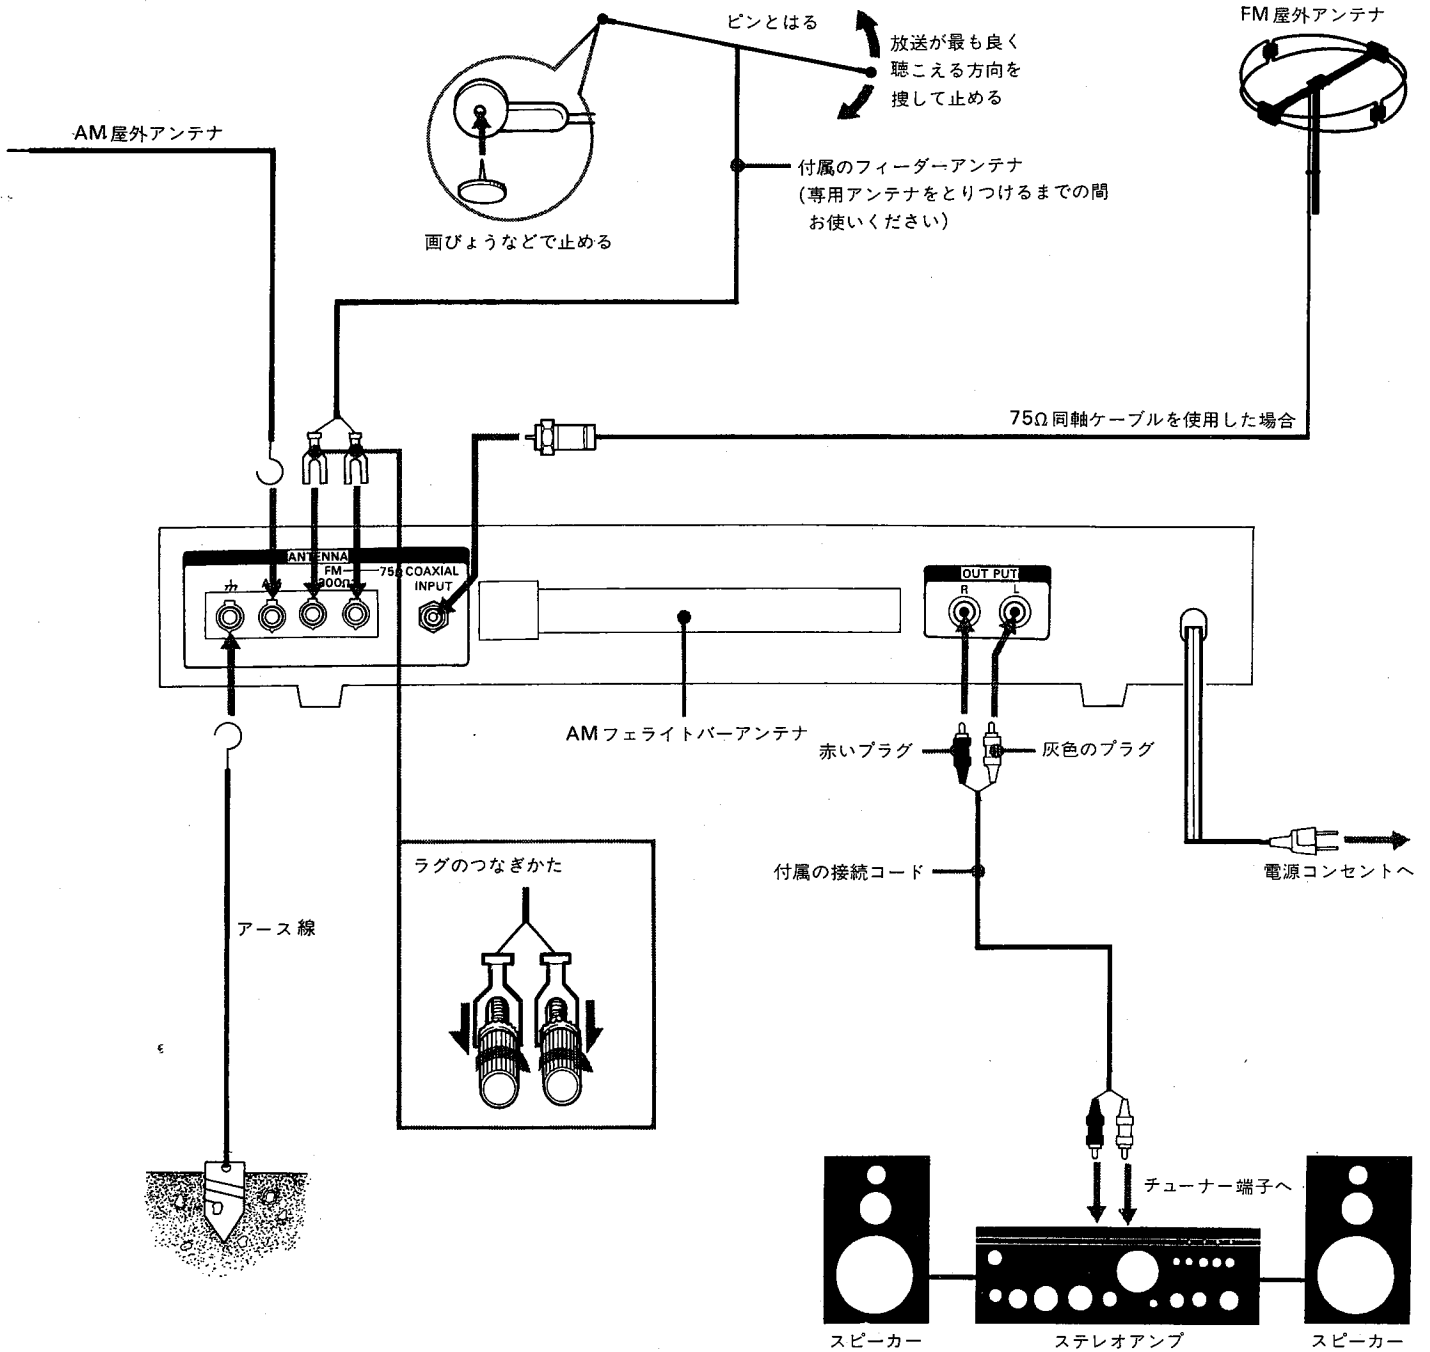 FM屋外アンテナ
ピンとはる
放送が最も良く
聴こえる方向を
捜して止める
AM屋外アンテナ
付属のフィーダーアンテナ
(専用アンテナをとりつけるまでの間
お使いください)
画びょうなどで止める
75Ω同軸ケーブルを使用した場合
ANTENNA
FM
75Ω COAXIAL
INPUT
300Ω
OUT PUT
R
L
AMフェライトバーアンテナ
赤いプラグ
灰色のプラグ
ラグのつなぎかた
付属の接続コード
電源コンセントへ
アース線
チューナー端子へ
スピーカー
ステレオアンプ
スピーカー